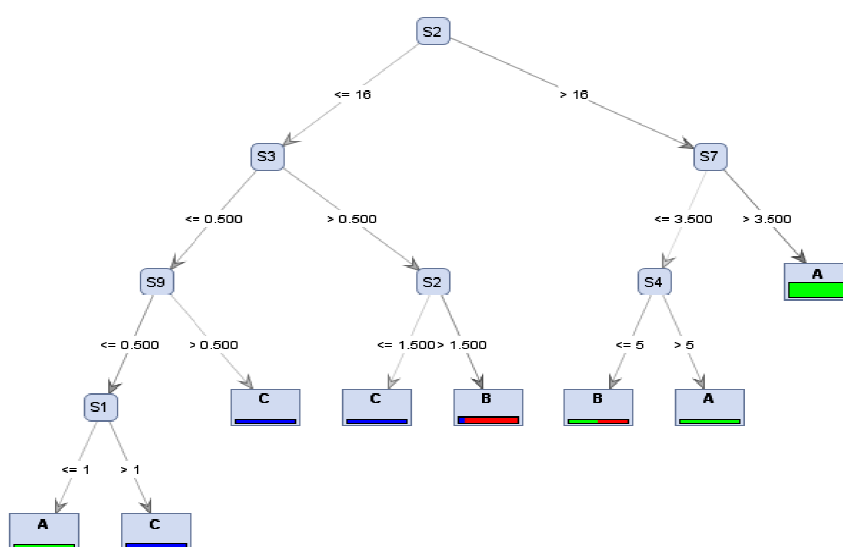 S2
<= 16 > 16
S3 S7
<= 0.500 > 0.500 <= 3.500 > 3.500
S9 S2 S4 A
<= 0.500 > 0.500 <= 1.500 > 1.500 <= 5 > 5
S1 C C B B A
<= 1 > 1
A C